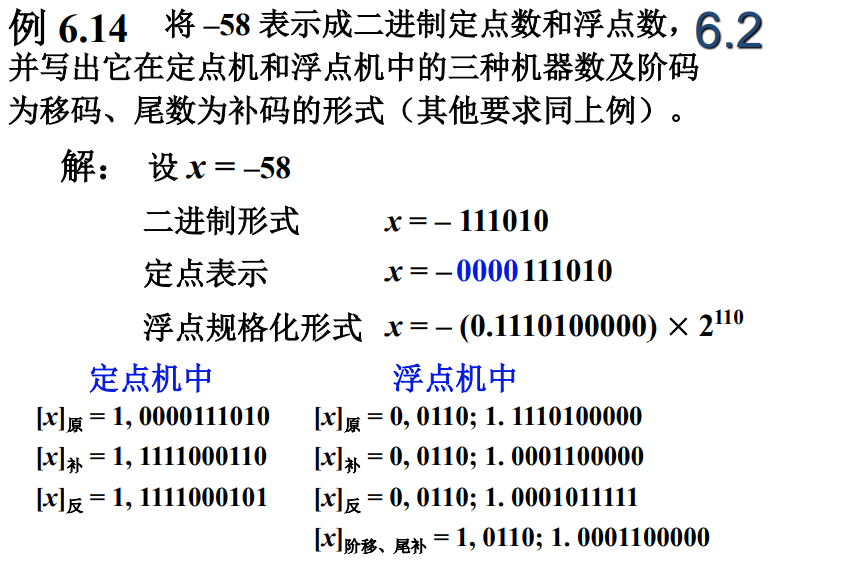 例 6.14 将 –58 表示成二进制定点数和浮点数， 6.2
并写出它在定点机和浮点机中的三种机器数及阶码
为移码、尾数为补码的形式（其他要求同上例）。
解： 设 x = –58
二进制形式 x = – 111010
定点表示 x = – 0000 111010
浮点规格化形式 x = – (0.1110100000) × 2^110
定点机中 浮点机中
[x]原 = 1, 0000111010 [x]原 = 0, 0110; 1. 1110100000
[x]补 = 1, 1111000110 [x]补 = 0, 0110; 1. 0001100000
[x]反 = 1, 1111000101 [x]反 = 0, 0110; 1. 0001011111
[x]阶移、尾补 = 1, 0110; 1. 0001100000